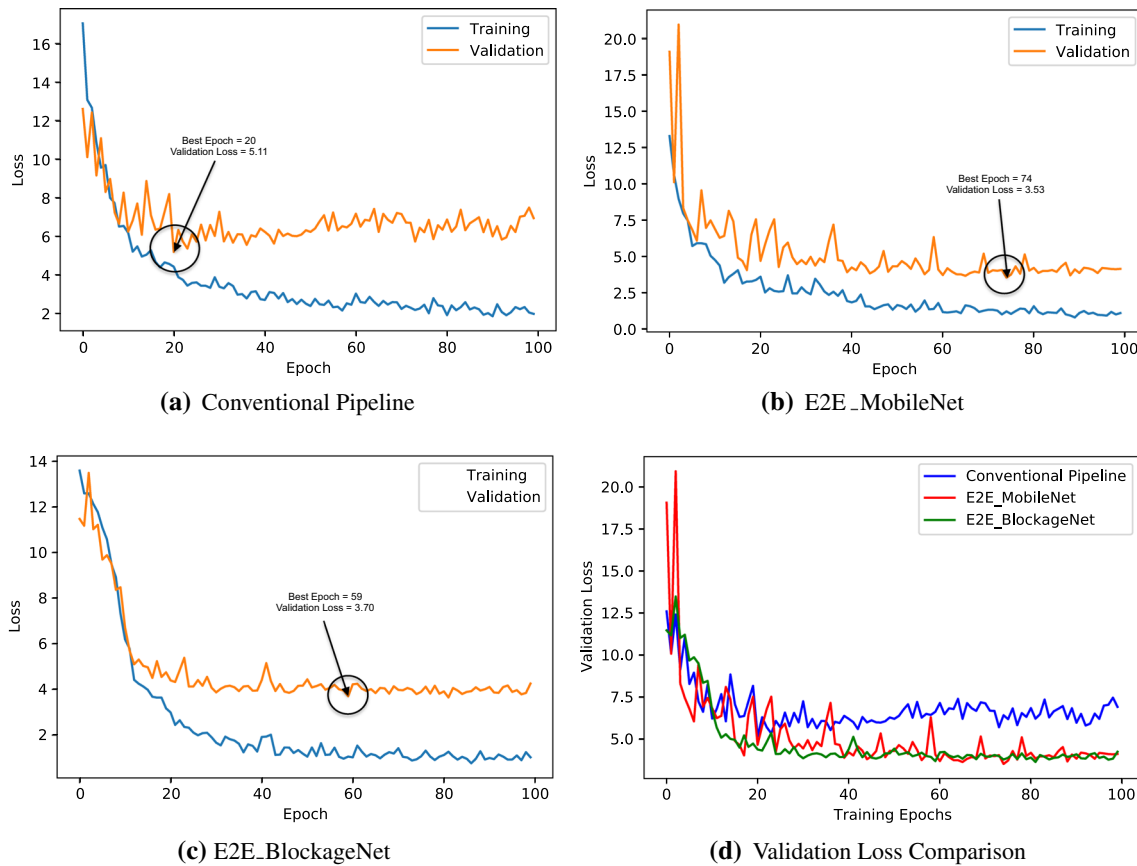 Training
Validation
Best Epoch = 20
Validation Loss = 5.11
Loss
16
14
12
10
8
6
4
2
0
20
40
60
80
100
Epoch
(a) Conventional Pipeline
Training
Validation
Best Epoch = 74
Validation Loss = 3.53
Loss
20.0
17.5
15.0
12.5
10.0
7.5
5.0
2.5
0.0
0
20
40
60
80
100
Epoch
(b) E2E_MobileNet
Training
Validation
Best Epoch = 59
Validation Loss = 3.70
Loss
14
12
10
8
6
4
2
0
20
40
60
80
100
Epoch
(c) E2E_BlockageNet
Conventional Pipeline
E2E_MobileNet
E2E_BlockageNet
Validation Loss
20.0
17.5
15.0
12.5
10.0
7.5
5.0
0
20
40
60
80
100
Training Epochs
(d) Validation Loss Comparison